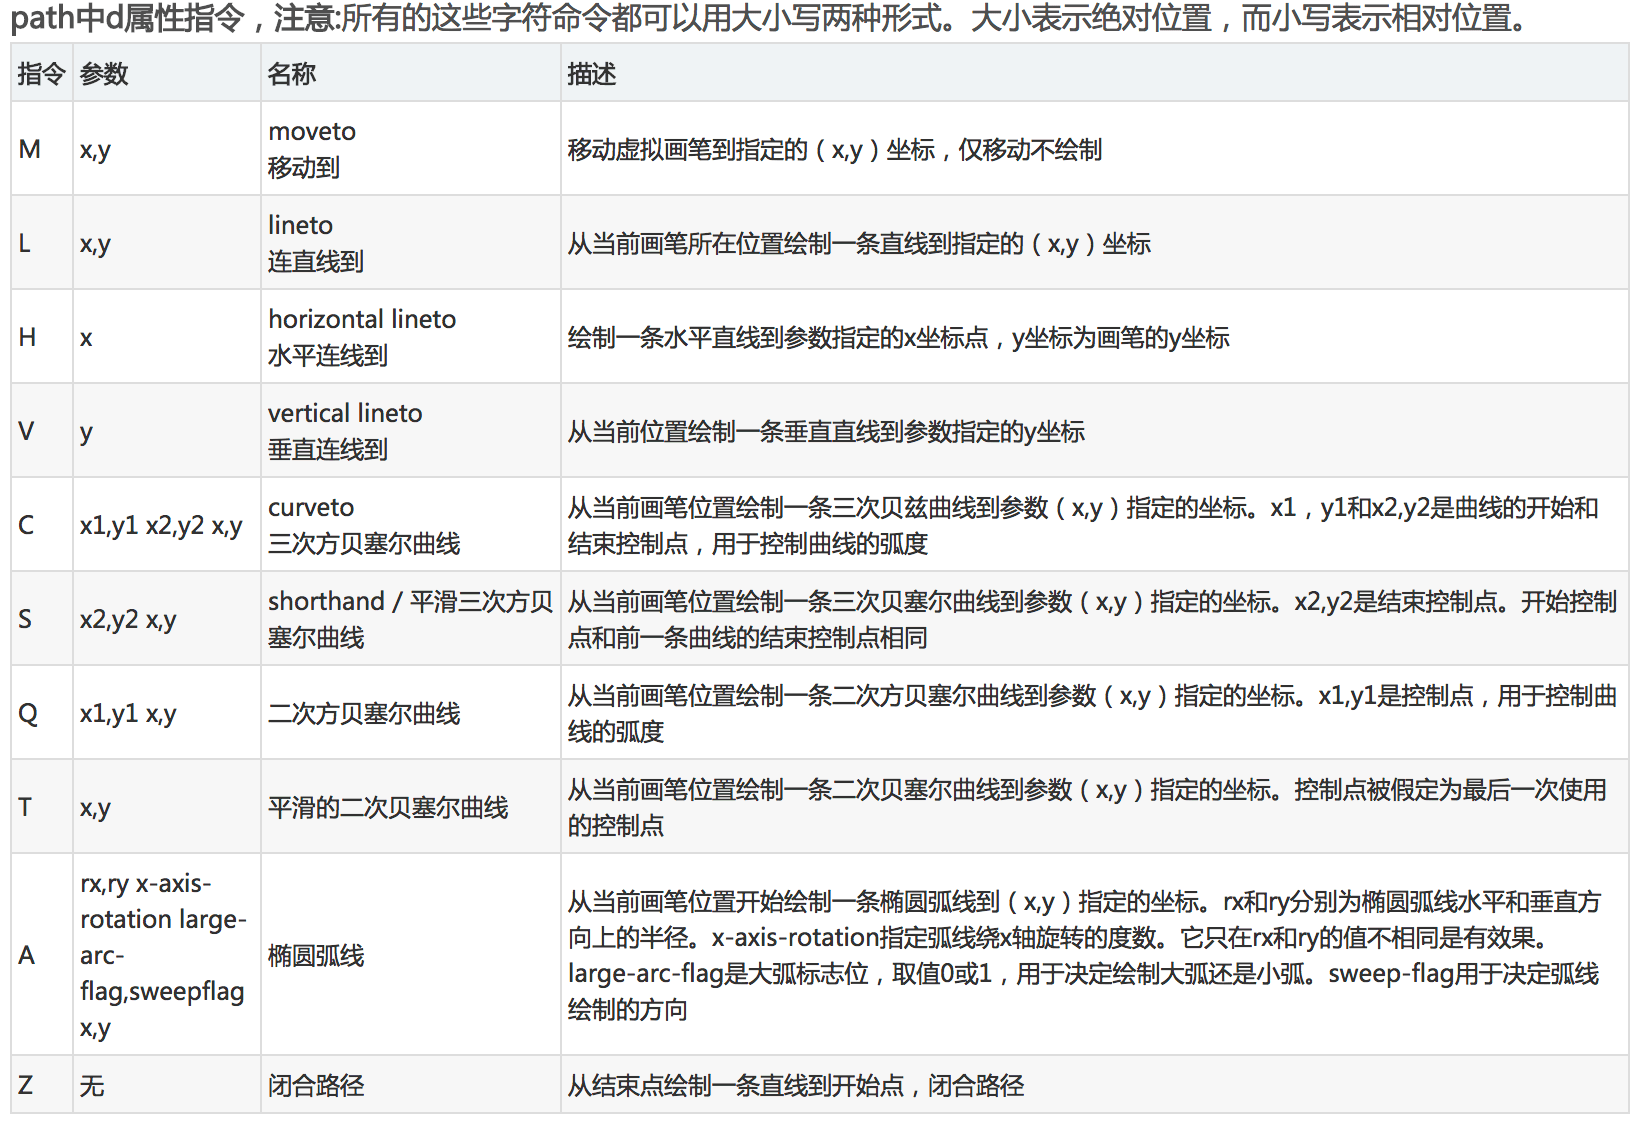 path中d属性指令，注意:所有的这些字符命令都可以用大小写两种形式。大小表示绝对位置，而小写表示相对位置。
指令 参数 名称 描述
M x,y moveto
移动到 移动虚拟画笔到指定的（x,y）坐标，仅移动不绘制
L x,y lineto
连直线到 从当前画笔所在位置绘制一条直线到指定的（x,y）坐标
H x horizontal lineto
水平连线到 绘制一条水平直线到参数指定的x坐标点，y坐标为画笔的y坐标
V y vertical lineto
垂直连线到 从当前位置绘制一条垂直直线到参数指定的y坐标
C x1,y1 x2,y2 x,y curveto
三次方贝塞尔曲线 从当前画笔位置绘制一条三次贝兹曲线到参数（x,y）指定的坐标。x1，y1和x2,y2是曲线的开始和
结束控制点，用于控制曲线的弧度
S x2,y2 x,y shorthand / 平滑三次方贝
塞尔曲线 从当前画笔位置绘制一条三次贝塞尔曲线到参数（x,y）指定的坐标。x2,y2是结束控制点。开始控制
点和前一条曲线的结束控制点相同
Q x1,y1 x,y 二次方贝塞尔曲线 从当前画笔位置绘制一条二次方贝塞尔曲线到参数（x,y）指定的坐标。x1,y1是控制点，用于控制曲
线的弧度
T x,y 平滑的二次贝塞尔曲线 从当前画笔位置绘制一条二次贝塞尔曲线到参数（x,y）指定的坐标。控制点被假定为最后一次使用
的控制点
A rx,ry x-axis-
rotation large-
arc-
flag,sweepflag
x,y 椭圆弧线 从当前画笔位置开始绘制一条椭圆弧线到（x,y）指定的坐标。rx和ry分别为椭圆弧线水平和垂直方
向上的半径。x-axis-rotation指定弧线绕x轴旋转的度数。它只在rx和ry的值不相同是有效果。
large-arc-flag是大弧标志位，取值0或1，用于决定绘制大弧还是小弧。sweep-flag用于决定弧线
绘制的方向
Z 无 闭合路径 从结束点绘制一条直线到开始点，闭合路径